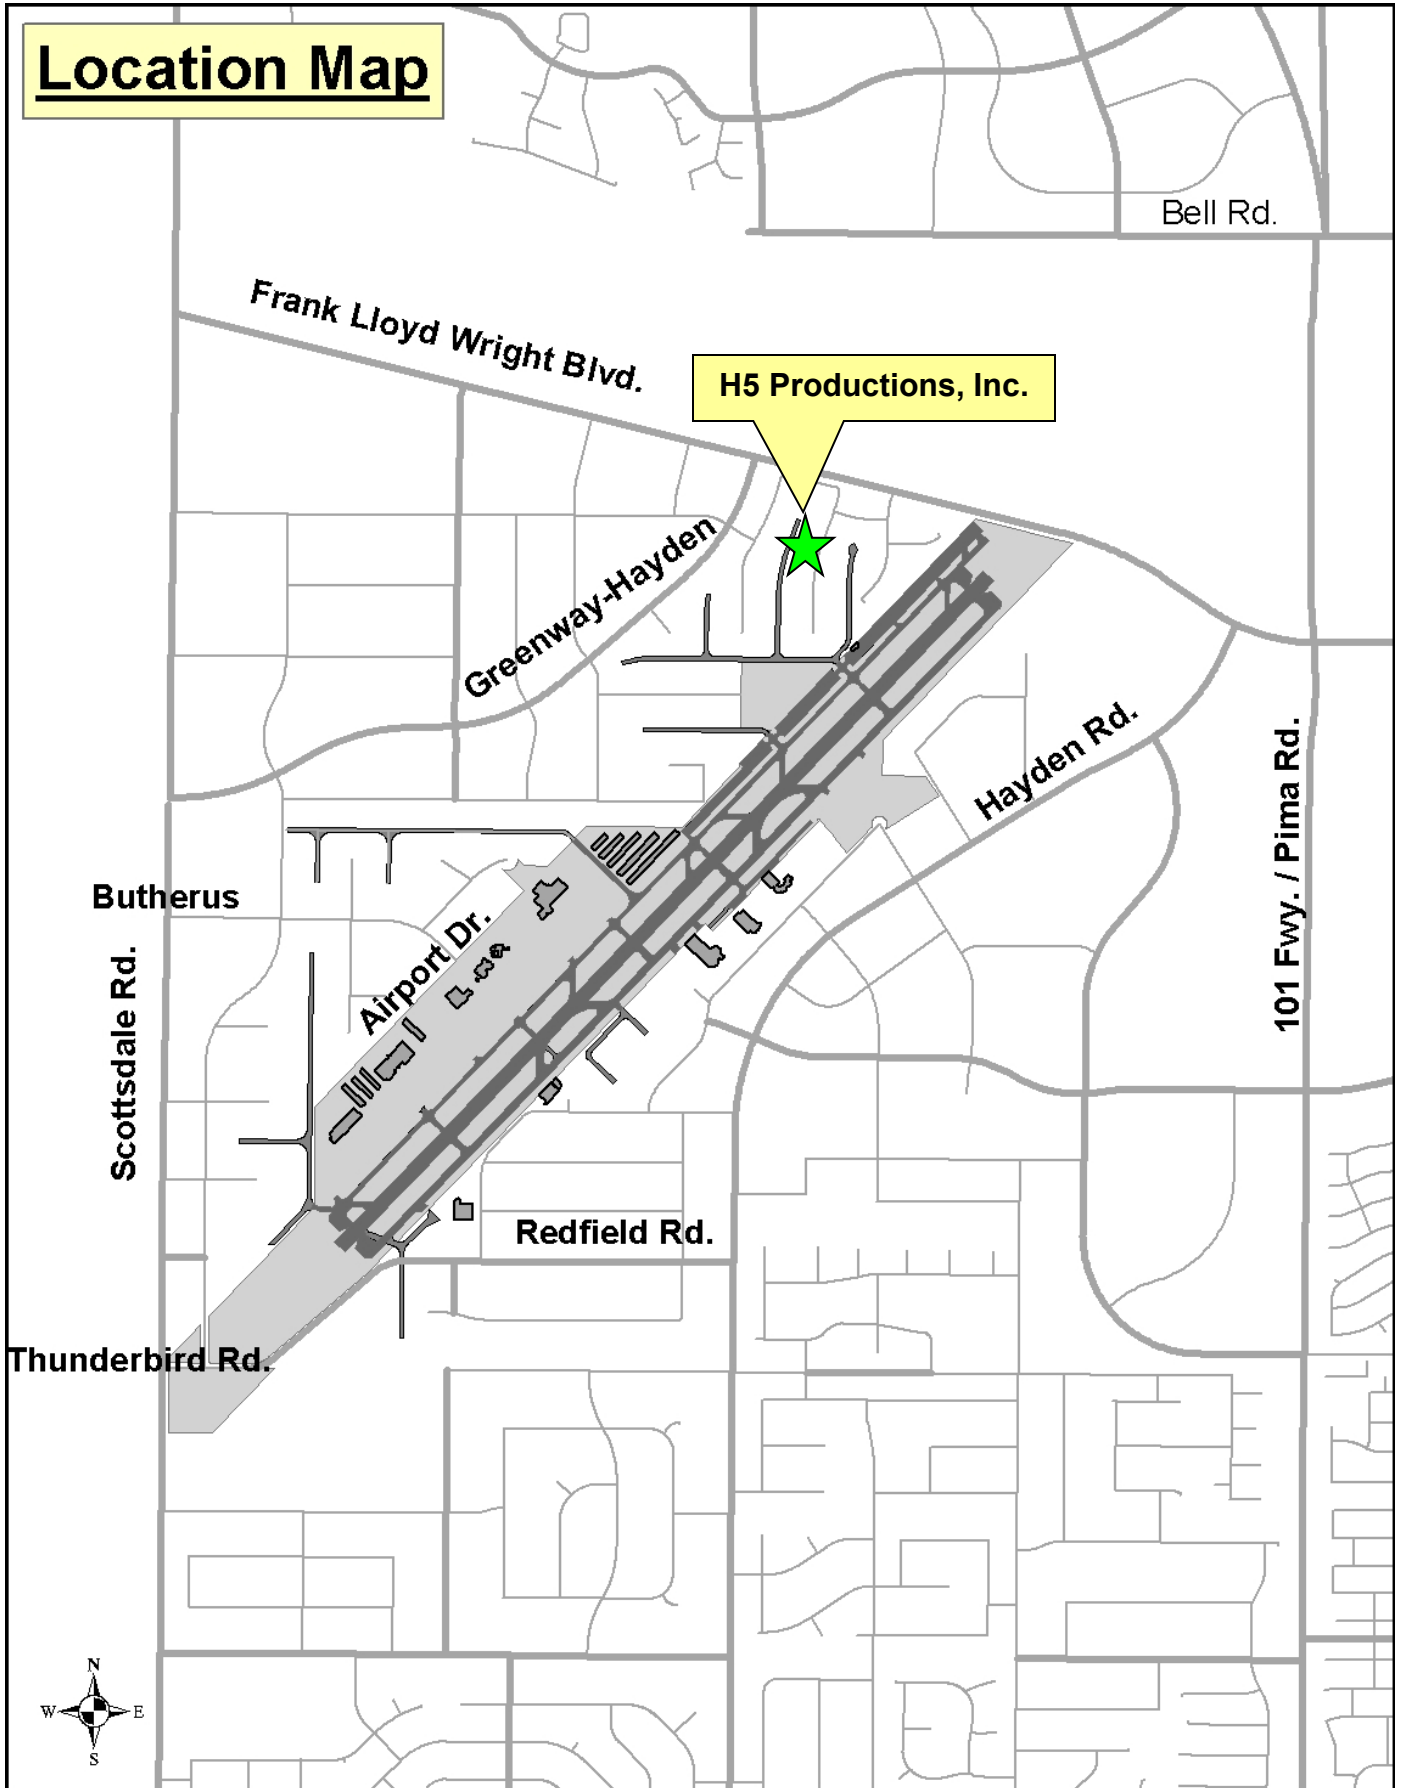 Location Map
Bell Rd.
Frank Lloyd Wright Blvd.
H5 Productions, Inc.
Greenway-Hayden
Hayden Rd.
101 Fwy. / Pima Rd.
Butherus
Airport Dr.
Scottsdale Rd.
Redfield Rd.
Thunderbird Rd.
N
W E
S